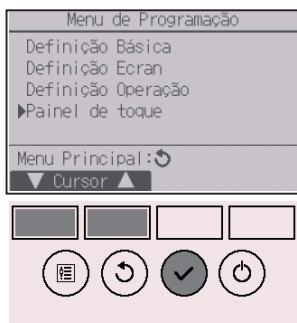 Menu de Programação
Definição Básica
Definição Ecran
Definição Operação
▶Painel de toque
Menu Principal:↺
▼ Cursor ▲